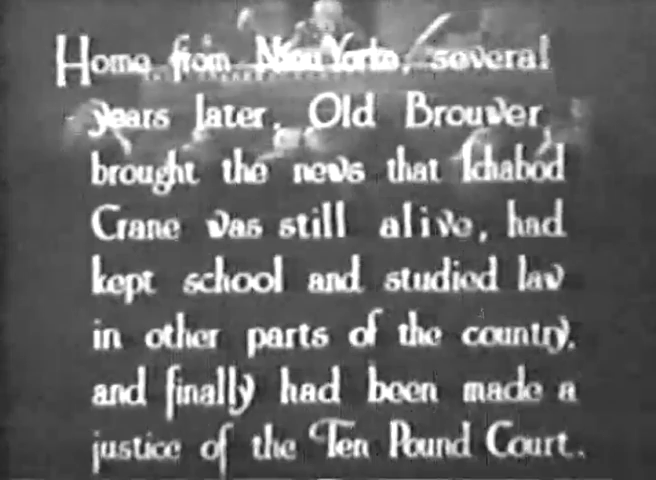 Home from New Yorke, several
years later, Old Brouwer
brought the news that Ichabod
Crane was still alive, had
kept school and studied law
in other parts of the country,
and finally had been made a
justice of the Ten Pound Court.